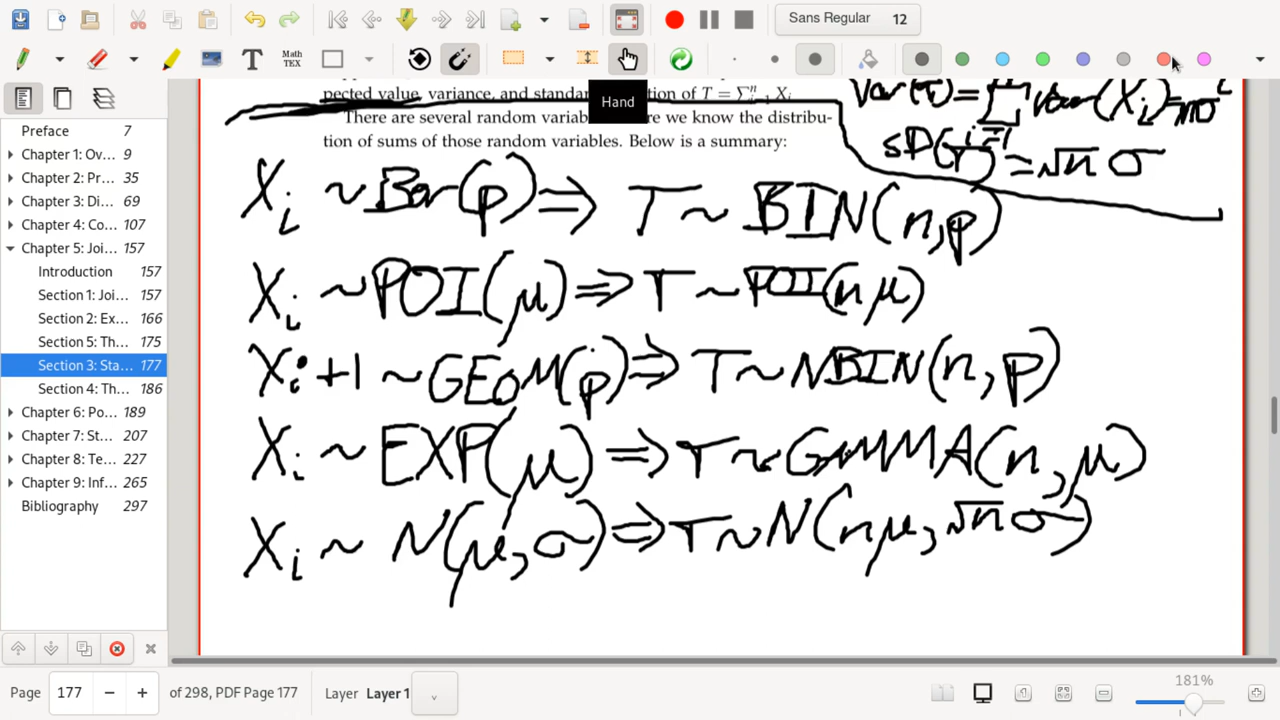 Sans Regular 12
T Math TEX
Hand
Preface 7
Chapter 1: Ov... 9
Chapter 2: Pr... 35
Chapter 3: Di... 69
Chapter 4: Co... 107
Chapter 5: Joi... 157
Introduction 157
Section 1: Joi... 157
Section 2: Ex... 166
Section 5: Th... 175
Section 3: Sta... 177
Section 4: Th... 186
Chapter 6: Po... 189
Chapter 7: St... 207
Chapter 8: Te... 227
Chapter 9: Inf... 265
Bibliography 297
pected value, variance, and standar of T = Σⁿ X_i
There are several random variab re we know the distribu-
tion of sums of those random variables. Below is a summary:
Var(T) = Σ Var(X_i) = nσ²
i=1
SD(T) = √n σ
X_i ~ Ber(p) ⇒ T ~ BIN(n,p)
X_i ~ POI(μ) ⇒ T ~ POI(nμ)
X_i + 1 ~ GEOM(p) ⇒ T ~ NBIN(n, p)
X_i ~ EXP(μ) ⇒ T ~ GAMMA(n, μ)
X_i ~ N(μ, σ) ⇒ T ~ N(nμ, √n σ)
Page 177 − + of 298, PDF Page 177 Layer Layer 1 181%